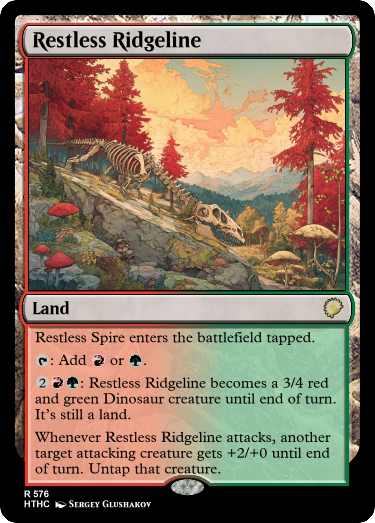 Restless Ridgeline
Land
Restless Spire enters the battlefield tapped.
: Add or .
2 : Restless Ridgeline becomes a 3/4 red
and green Dinosaur creature until end of turn.
It's still a land.
Whenever Restless Ridgeline attacks, another
target attacking creature gets +2/+0 until end
of turn. Untap that creature.
R 576
HTHC Sergey Glushakov